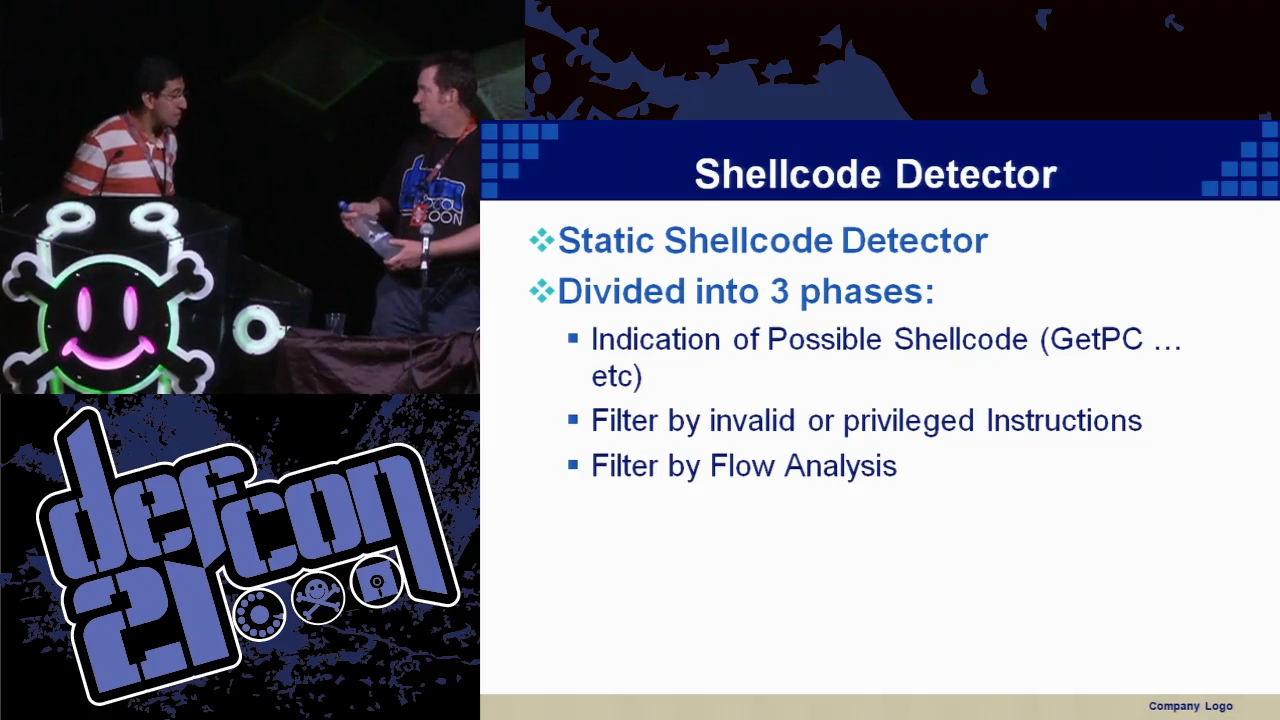 Shellcode Detector
Static Shellcode Detector
Divided into 3 phases:
Indication of Possible Shellcode (GetPC …
etc)
Filter by invalid or privileged Instructions
Filter by Flow Analysis
Company Logo
defcon
21